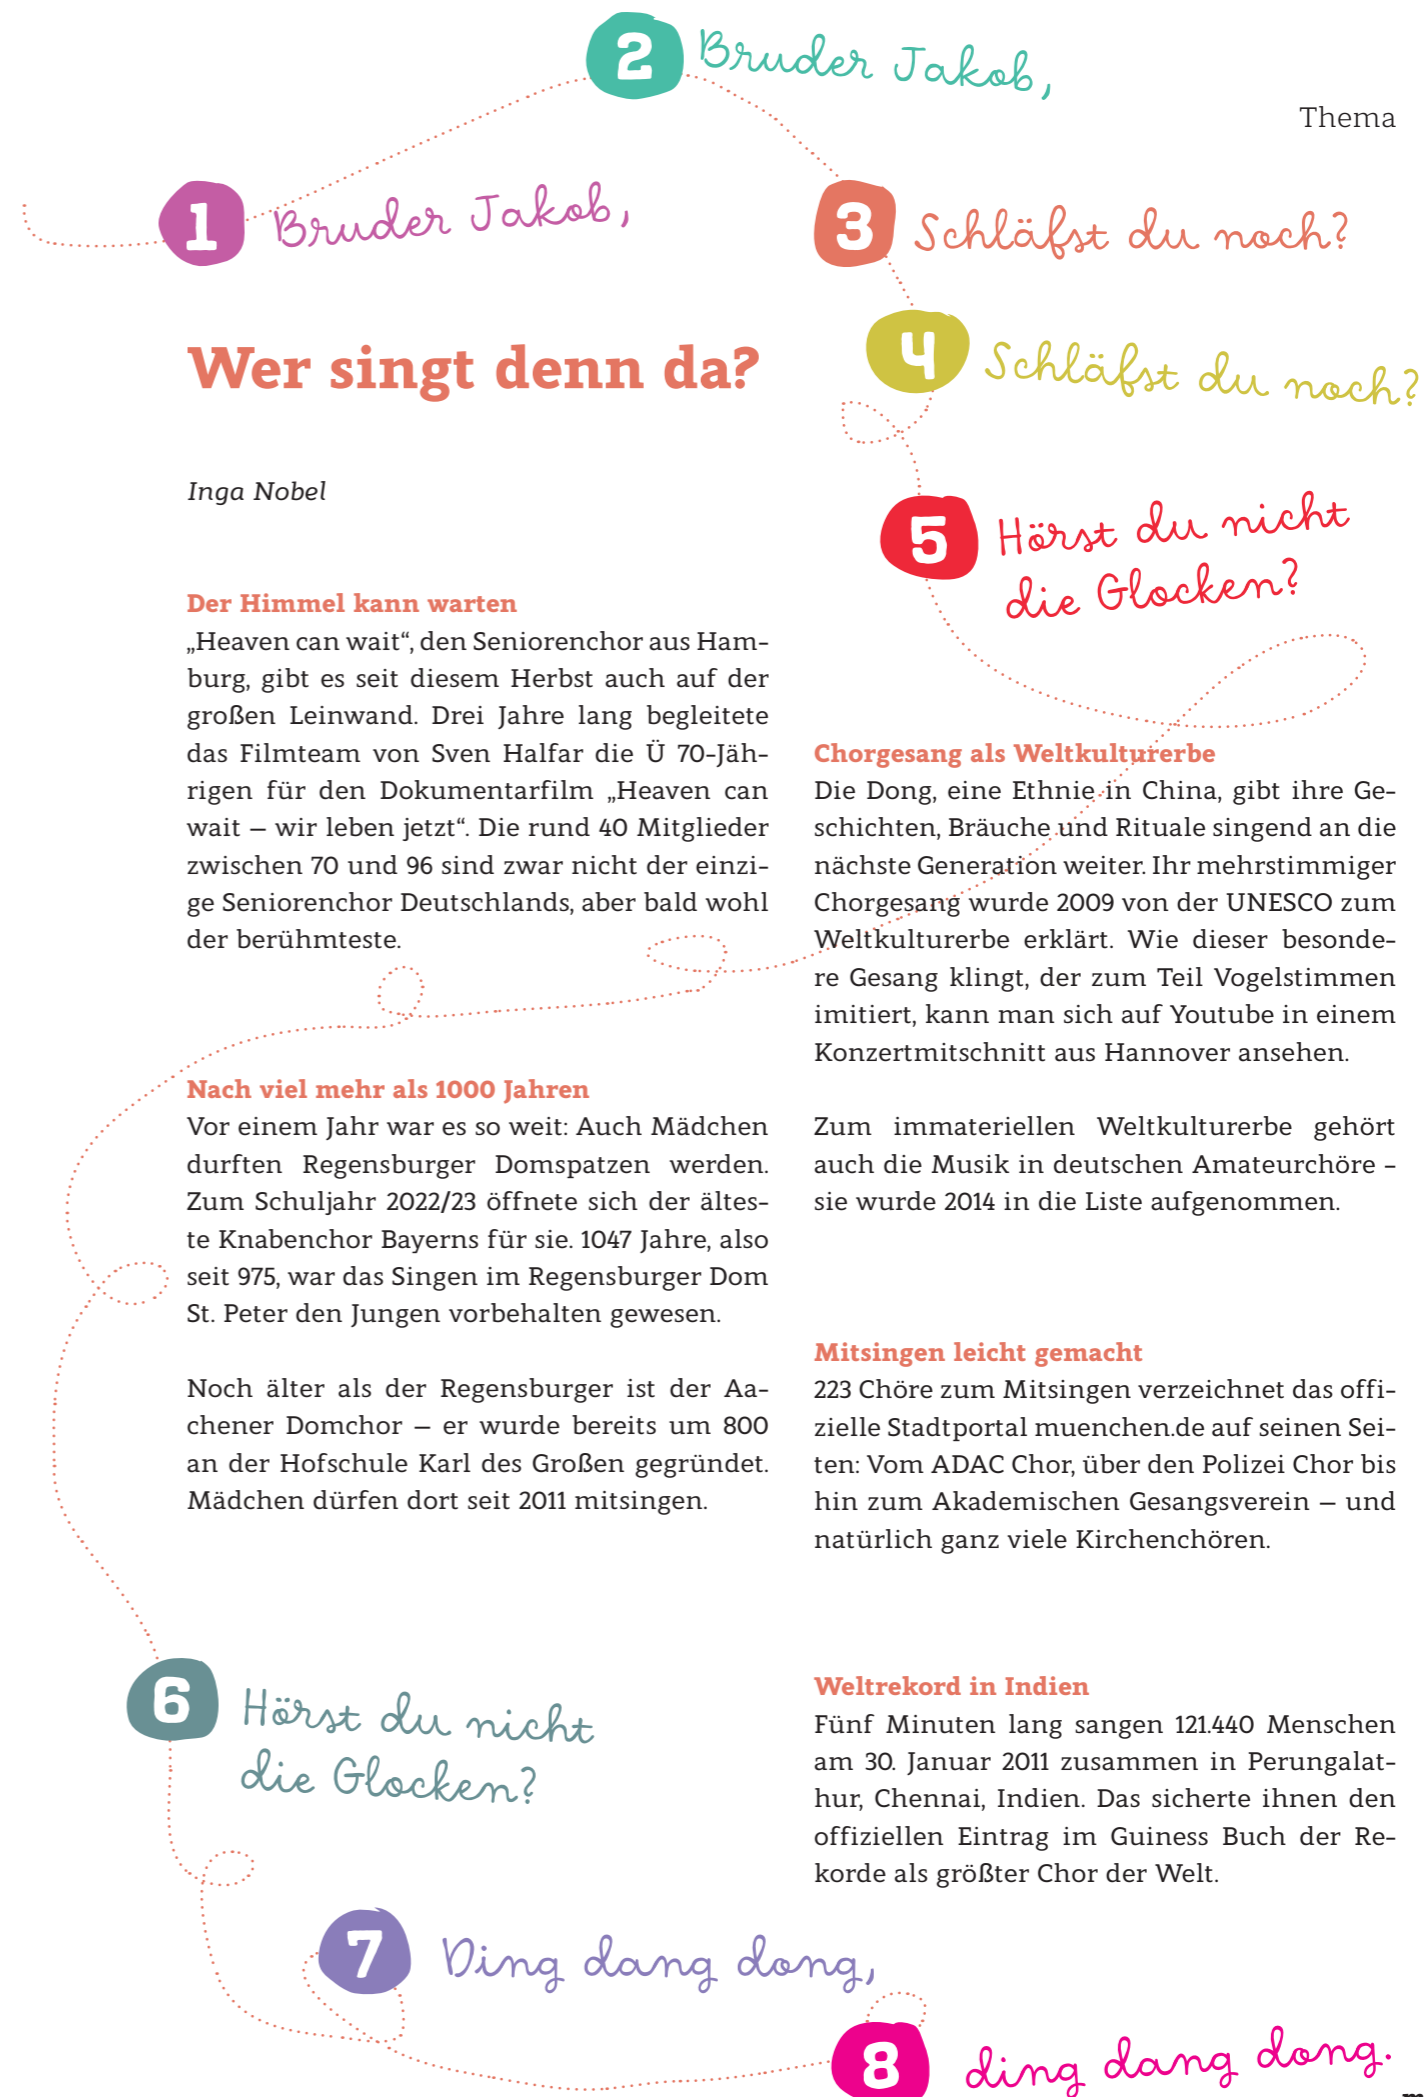 2 Bruder Jakob,
Thema
1 Bruder Jakob,
3 Schläfst du noch?
4 Schläfst du noch?
Wer singt denn da?
Inga Nobel
5 Hörst du nicht
die Glocken?
Der Himmel kann warten
„Heaven can wait“, den Seniorenchor aus Ham-
burg, gibt es seit diesem Herbst auch auf der
großen Leinwand. Drei Jahre lang begleitete
das Filmteam von Sven Halfar die Ü 70-Jäh-
rigen für den Dokumentarfilm „Heaven can
wait – wir leben jetzt“. Die rund 40 Mitglieder
zwischen 70 und 96 sind zwar nicht der einzi-
ge Seniorenchor Deutschlands, aber bald wohl
der berühmteste.
Nach viel mehr als 1000 Jahren
Vor einem Jahr war es so weit: Auch Mädchen
durften Regensburger Domspatzen werden.
Zum Schuljahr 2022/23 öffnete sich der ältes-
te Knabenchor Bayerns für sie. 1047 Jahre, also
seit 975, war das Singen im Regensburger Dom
St. Peter den Jungen vorbehalten gewesen.
Noch älter als der Regensburger ist der Aa-
chener Domchor – er wurde bereits um 800
an der Hofschule Karl des Großen gegründet.
Mädchen dürfen dort seit 2011 mitsingen.
Chorgesang als Weltkulturerbe
Die Dong, eine Ethnie in China, gibt ihre Ge-
schichten, Bräuche und Rituale singend an die
nächste Generation weiter. Ihr mehrstimmiger
Chorgesang wurde 2009 von der UNESCO zum
Weltkulturerbe erklärt. Wie dieser besonde-
re Gesang klingt, der zum Teil Vogelstimmen
imitiert, kann man sich auf Youtube in einem
Konzertmitschnitt aus Hannover ansehen.
Zum immateriellen Weltkulturerbe gehört
auch die Musik in deutschen Amateurchöre –
sie wurde 2014 in die Liste aufgenommen.
Mitsingen leicht gemacht
223 Chöre zum Mitsingen verzeichnet das offi-
zielle Stadtportal muenchen.de auf seinen Sei-
ten: Vom ADAC Chor, über den Polizei Chor bis
hin zum Akademischen Gesangsverein – und
natürlich ganz viele Kirchenchören.
Weltrekord in Indien
Fünf Minuten lang sangen 121.440 Menschen
am 30. Januar 2011 zusammen in Perungalat-
hur, Chennai, Indien. Das sicherte ihnen den
offiziellen Eintrag im Guiness Buch der Re-
korde als größter Chor der Welt.
6 Hörst du nicht
die Glocken?
7 Ding dang dong,
8 ding dang dong.